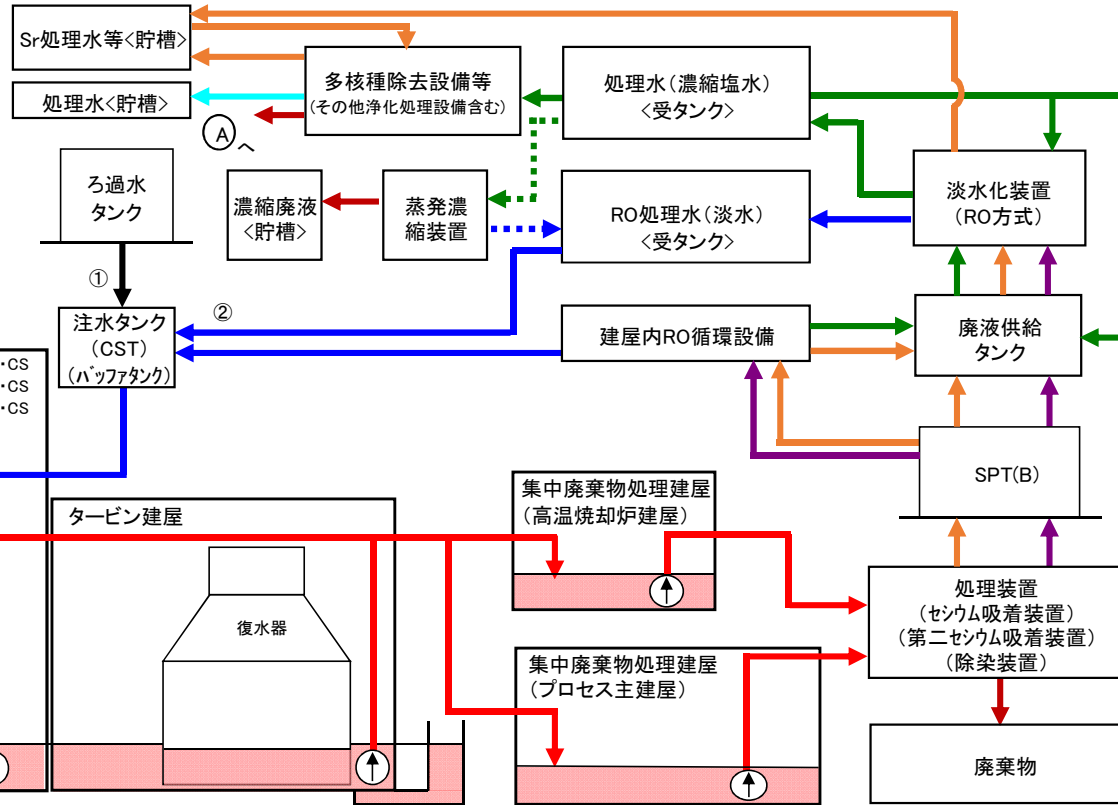 Sr処理水等<貯槽>
処理水<貯槽>
多核種除去設備等
(その他浄化処理設備含む)
処理水(濃縮塩水)
<受タンク>
Aへ
ろ過水
タンク
濃縮廃液
<貯槽>
蒸発濃
縮装置
RO処理水(淡水)
<受タンク>
淡水化装置
(RO方式)
①
②
注水タンク
(CST)
(バッファタンク)
建屋内RO循環設備
廃液供給
タンク
・CS
・CS
・CS
SPT(B)
タービン建屋
復水器
集中廃棄物処理建屋
(高温焼却炉建屋)
集中廃棄物処理建屋
(プロセス主建屋)
処理装置
(セシウム吸着装置)
(第二セシウム吸着装置)
(除染装置)
廃棄物